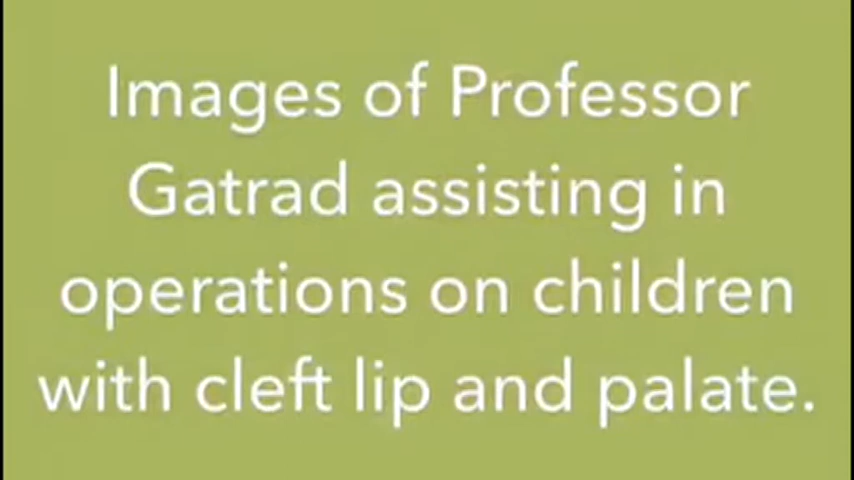 Images of Professor
Gatrad assisting in
operations on children
with cleft lip and palate.